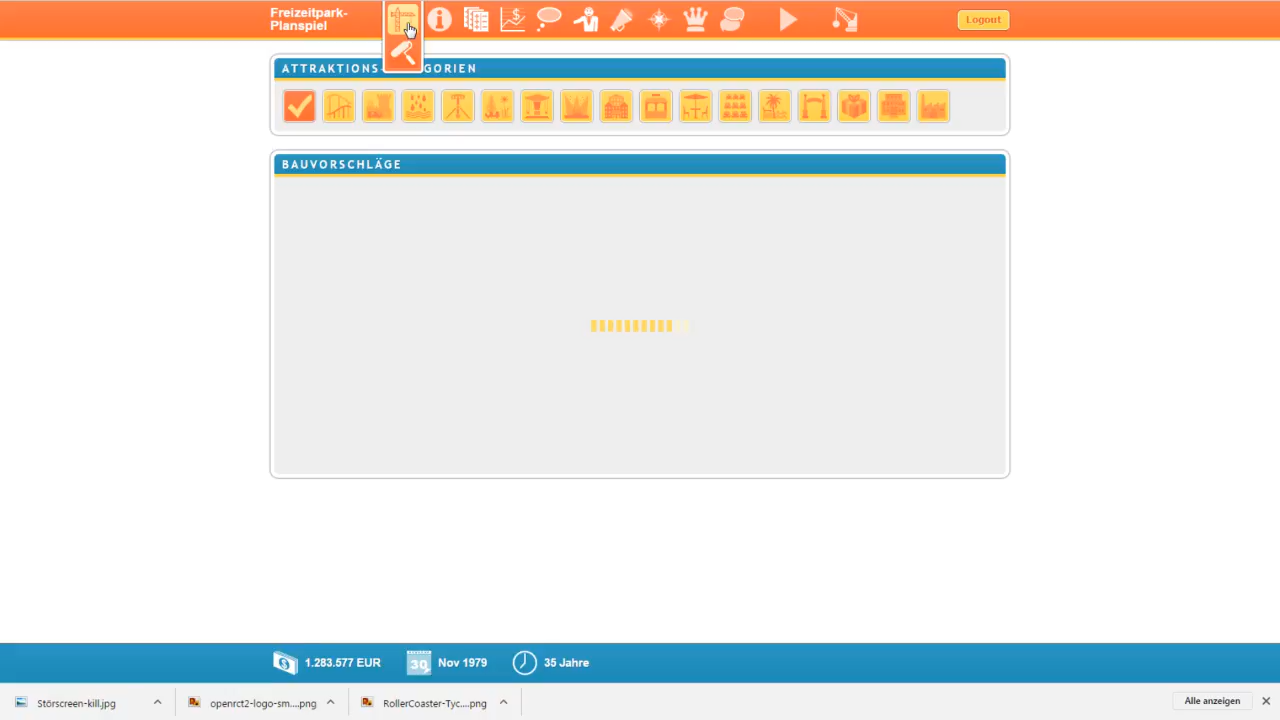 Freizeitpark-
Planspiel
Logout
ATTRAKTIONS- GORIEN
BAUVORSCHLÄGE
1.283.577 EUR
30
Nov 1979
35 Jahre
Störscreen-kill.jpg
openrct2-logo-sm....png
RollerCoaster-Tyc....png
Alle anzeigen